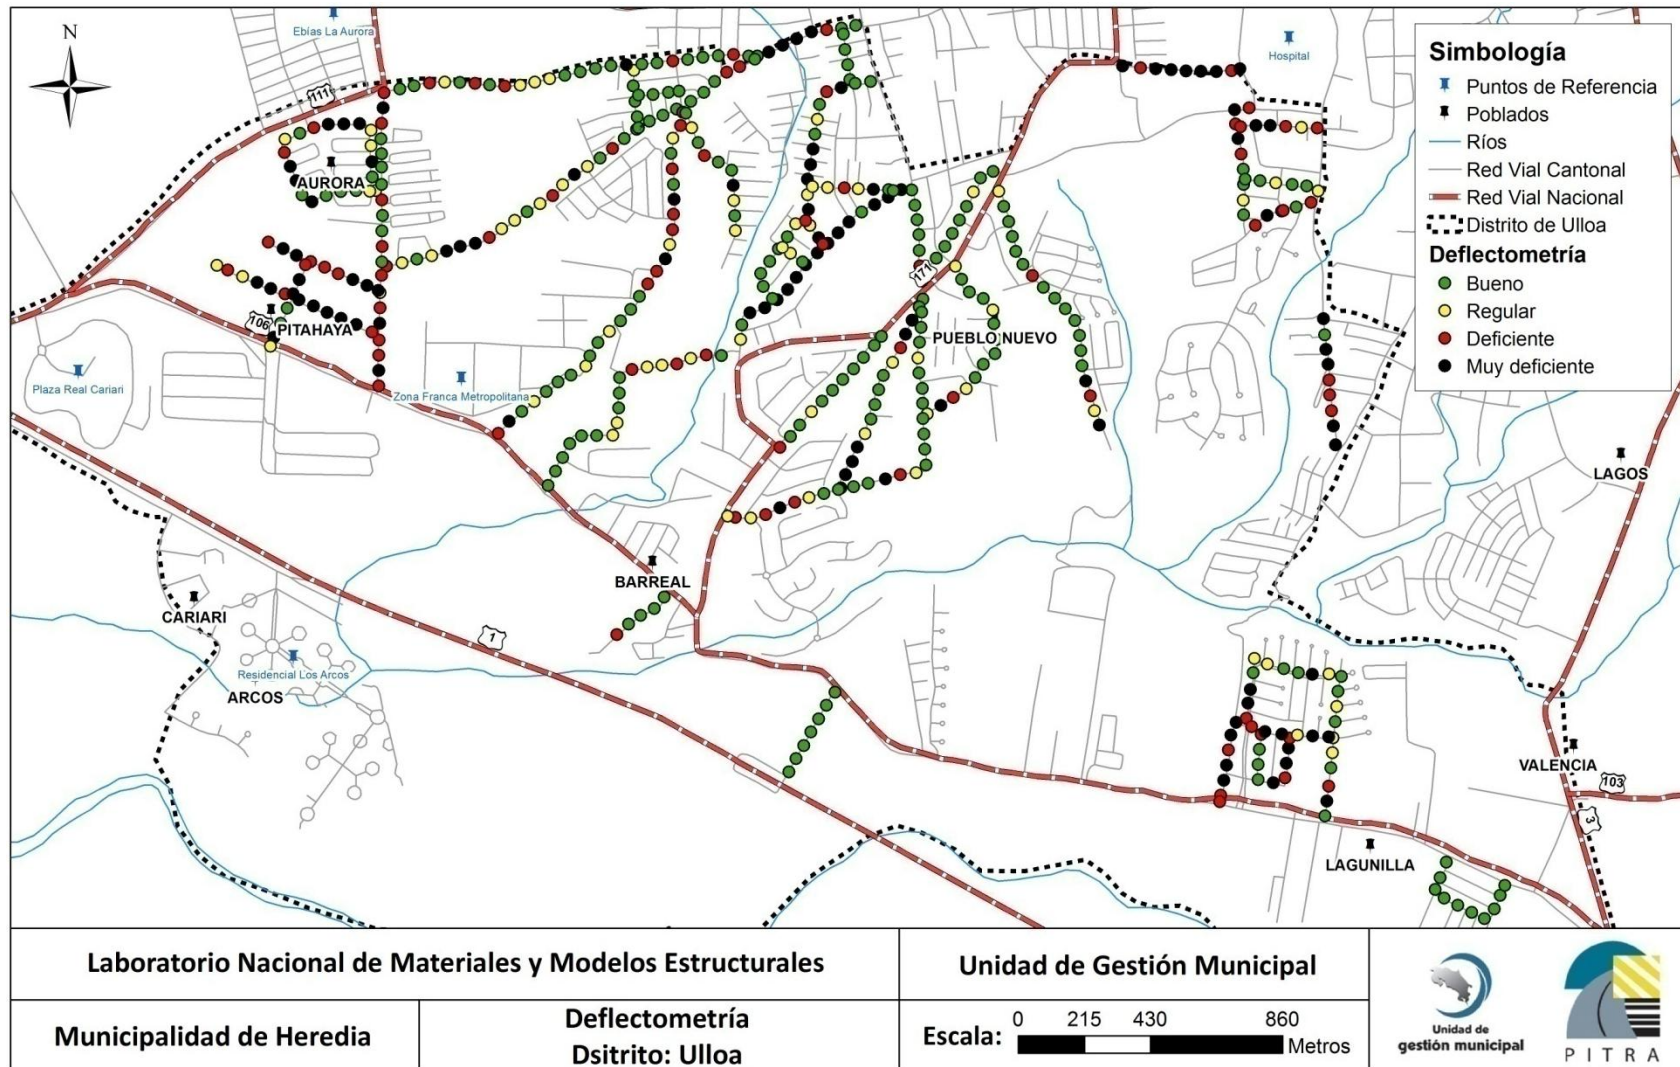 N
Ebías La Aurora
Hospital
111
AURORA
171
PITAHAYA
106
PUEBLO NUEVO
Plaza Real Cariari
Zona Franca Metropolitana
LAGOS
BARREAL
CARIARI
1
Residencial Los Arcos
ARCOS
VALENCIA
103
3
LAGUNILLA
Simbología
Puntos de Referencia
Poblados
Ríos
Red Vial Cantonal
Red Vial Nacional
Distrito de Ulloa
Deflectometría
Bueno
Regular
Deficiente
Muy deficiente
Laboratorio Nacional de Materiales y Modelos Estructurales
Unidad de Gestión Municipal
Municipalidad de Heredia
Deflectometría
Dsitrito: Ulloa
Escala: 0 215 430 860
Metros
Unidad de
gestión municipal
PITRA